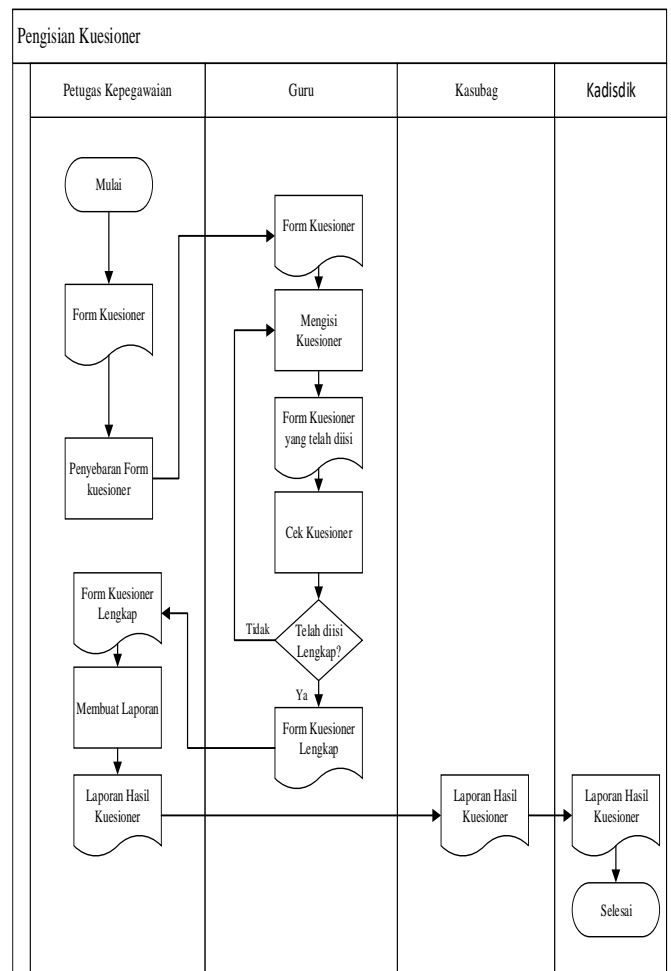 Pengisian Kuesioner
Petugas Kepegawaian
Guru
Kasubag
Kadisdik
Mulai
Form Kuesioner
Penyebaran Form
kuesioner
Form Kuesioner
Mengisi
Kuesioner
Form Kuesioner
yang telah diisi
Cek Kuesioner
Telah diisi
Lengkap?
Tidak
Ya
Form Kuesioner
Lengkap
Form Kuesioner
Lengkap
Membuat Laporan
Laporan Hasil
Kuesioner
Laporan Hasil
Kuesioner
Laporan Hasil
Kuesioner
Selesai